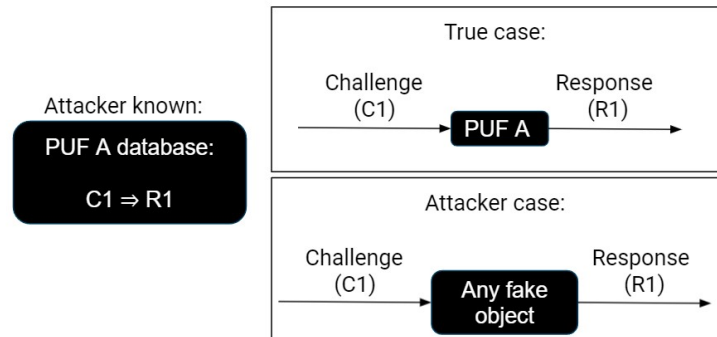 Attacker known:
PUF A database:
C1 ⇒ R1
True case:
Challenge
(C1)
PUF A
Response
(R1)
Attacker case:
Challenge
(C1)
Any fake
object
Response
(R1)